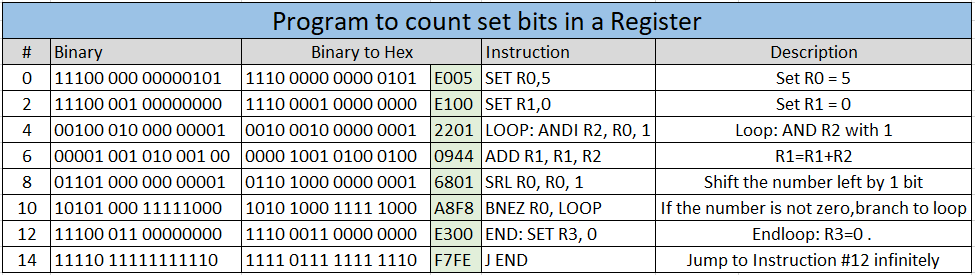 Program to count set bits in a Register
# Binary Binary to Hex Instruction Description
0 11100 000 00000101 1110 0000 0000 0101 E005 SET R0,5 Set R0 = 5
2 11100 001 00000000 1110 0001 0000 0000 E100 SET R1,0 Set R1 = 0
4 00100 010 000 00001 0010 0010 0000 0001 2201 LOOP: ANDI R2, R0, 1 Loop: AND R2 with 1
6 00001 001 010 001 00 0000 1001 0100 0100 0944 ADD R1, R1, R2 R1=R1+R2
8 01101 000 000 00001 0110 1000 0000 0001 6801 SRL R0, R0, 1 Shift the number left by 1 bit
10 10101 000 11111000 1010 1000 1111 1000 A8F8 BNEZ R0, LOOP If the number is not zero,branch to loop
12 11100 011 00000000 1110 0011 0000 0000 E300 END: SET R3, 0 Endloop: R3=0 .
14 11110 11111111110 1111 0111 1111 1110 F7FE J END Jump to Instruction #12 infinitely